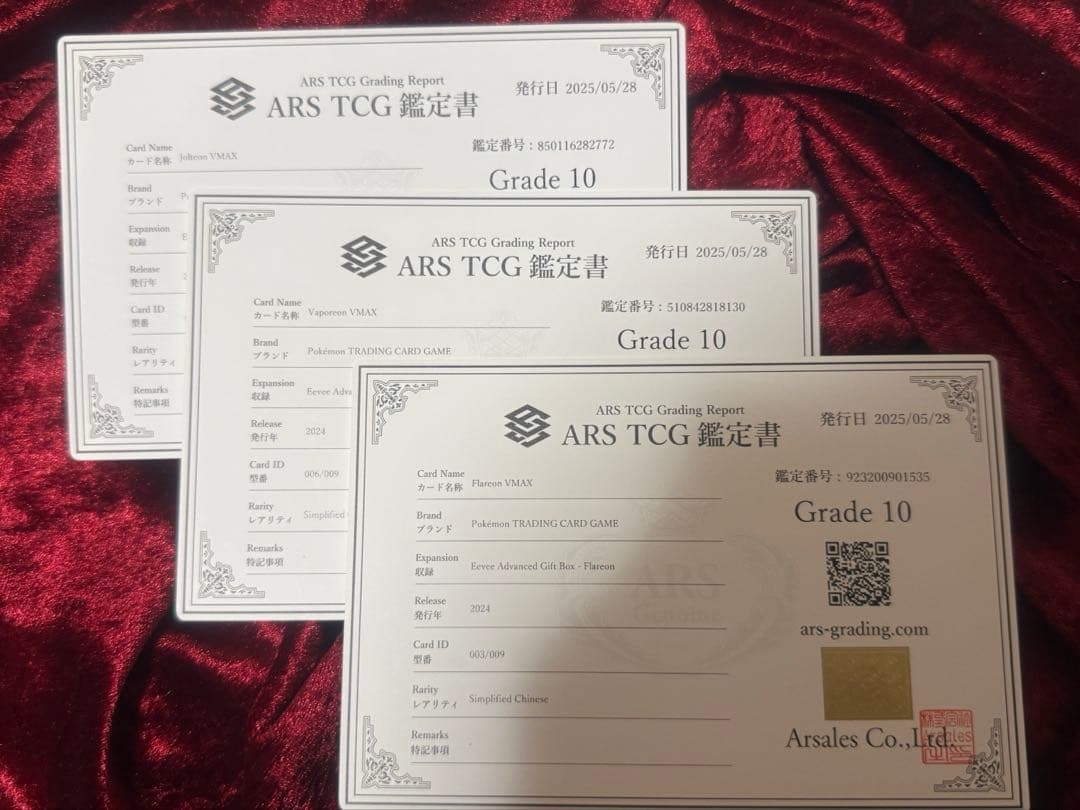 ARS TCG Grading Report
ARS TCG 鑑定書
発行日 2025/05/28
鑑定番号：850116282772
Grade 10
Card Name
カード名称 Jolteon VMAX
Brand
ブランド P
Expansion
収録 E
Release
発行年
Card ID
型番
Rarity
レアリティ
Remarks
特記事項
ARS TCG Grading Report
ARS TCG 鑑定書
発行日 2025/05/28
鑑定番号：510842818130
Grade 10
Card Name
カード名称 Vaporeon VMAX
Brand
ブランド Pokémon TRADING CARD GAME
Expansion
収録 Eevee Adva
Release
発行年 2024
Card ID
型番 006/009
Rarity
レアリティ Simplified
Remarks
特記事項
ARS TCG Grading Report
ARS TCG 鑑定書
発行日 2025/05/28
鑑定番号：923200901535
Grade 10
Card Name
カード名称 Flareon VMAX
Brand
ブランド Pokémon TRADING CARD GAME
Expansion
収録 Eevee Advanced Gift Box - Flareon
Release
発行年 2024
Card ID
型番 003/009
Rarity
レアリティ Simplified Chinese
Remarks
特記事項
ars-grading.com
Arsales Co.,Ltd.